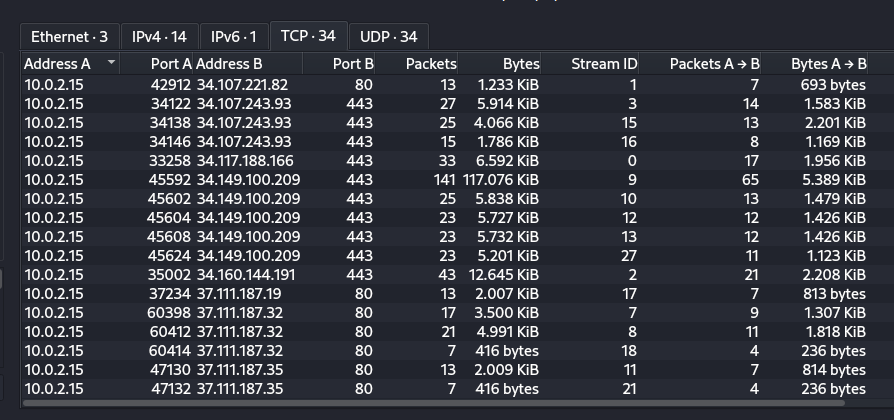 Ethernet · 3 IPv4 · 14 IPv6 · 1 TCP · 34 UDP · 34
Address A Port A Address B Port B Packets Bytes Stream ID Packets A → B Bytes A → B
10.0.2.15 42912 34.107.221.82 80 13 1.233 KiB 1 7 693 bytes
10.0.2.15 34122 34.107.243.93 443 27 5.914 KiB 3 14 1.583 KiB
10.0.2.15 34138 34.107.243.93 443 25 4.066 KiB 15 13 2.201 KiB
10.0.2.15 34146 34.107.243.93 443 15 1.786 KiB 16 8 1.169 KiB
10.0.2.15 33258 34.117.188.166 443 33 6.592 KiB 0 17 1.956 KiB
10.0.2.15 45592 34.149.100.209 443 141 117.076 KiB 9 65 5.389 KiB
10.0.2.15 45602 34.149.100.209 443 25 5.838 KiB 10 13 1.479 KiB
10.0.2.15 45604 34.149.100.209 443 23 5.727 KiB 12 12 1.426 KiB
10.0.2.15 45608 34.149.100.209 443 23 5.732 KiB 13 12 1.426 KiB
10.0.2.15 45624 34.149.100.209 443 23 5.201 KiB 27 11 1.123 KiB
10.0.2.15 35002 34.160.144.191 443 43 12.645 KiB 2 21 2.208 KiB
10.0.2.15 37234 37.111.187.19 80 13 2.007 KiB 17 7 813 bytes
10.0.2.15 60398 37.111.187.32 80 17 3.500 KiB 7 9 1.307 KiB
10.0.2.15 60412 37.111.187.32 80 21 4.991 KiB 8 11 1.818 KiB
10.0.2.15 60414 37.111.187.32 80 7 416 bytes 18 4 236 bytes
10.0.2.15 47130 37.111.187.35 80 13 2.009 KiB 11 7 814 bytes
10.0.2.15 47132 37.111.187.35 80 7 416 bytes 21 4 236 bytes